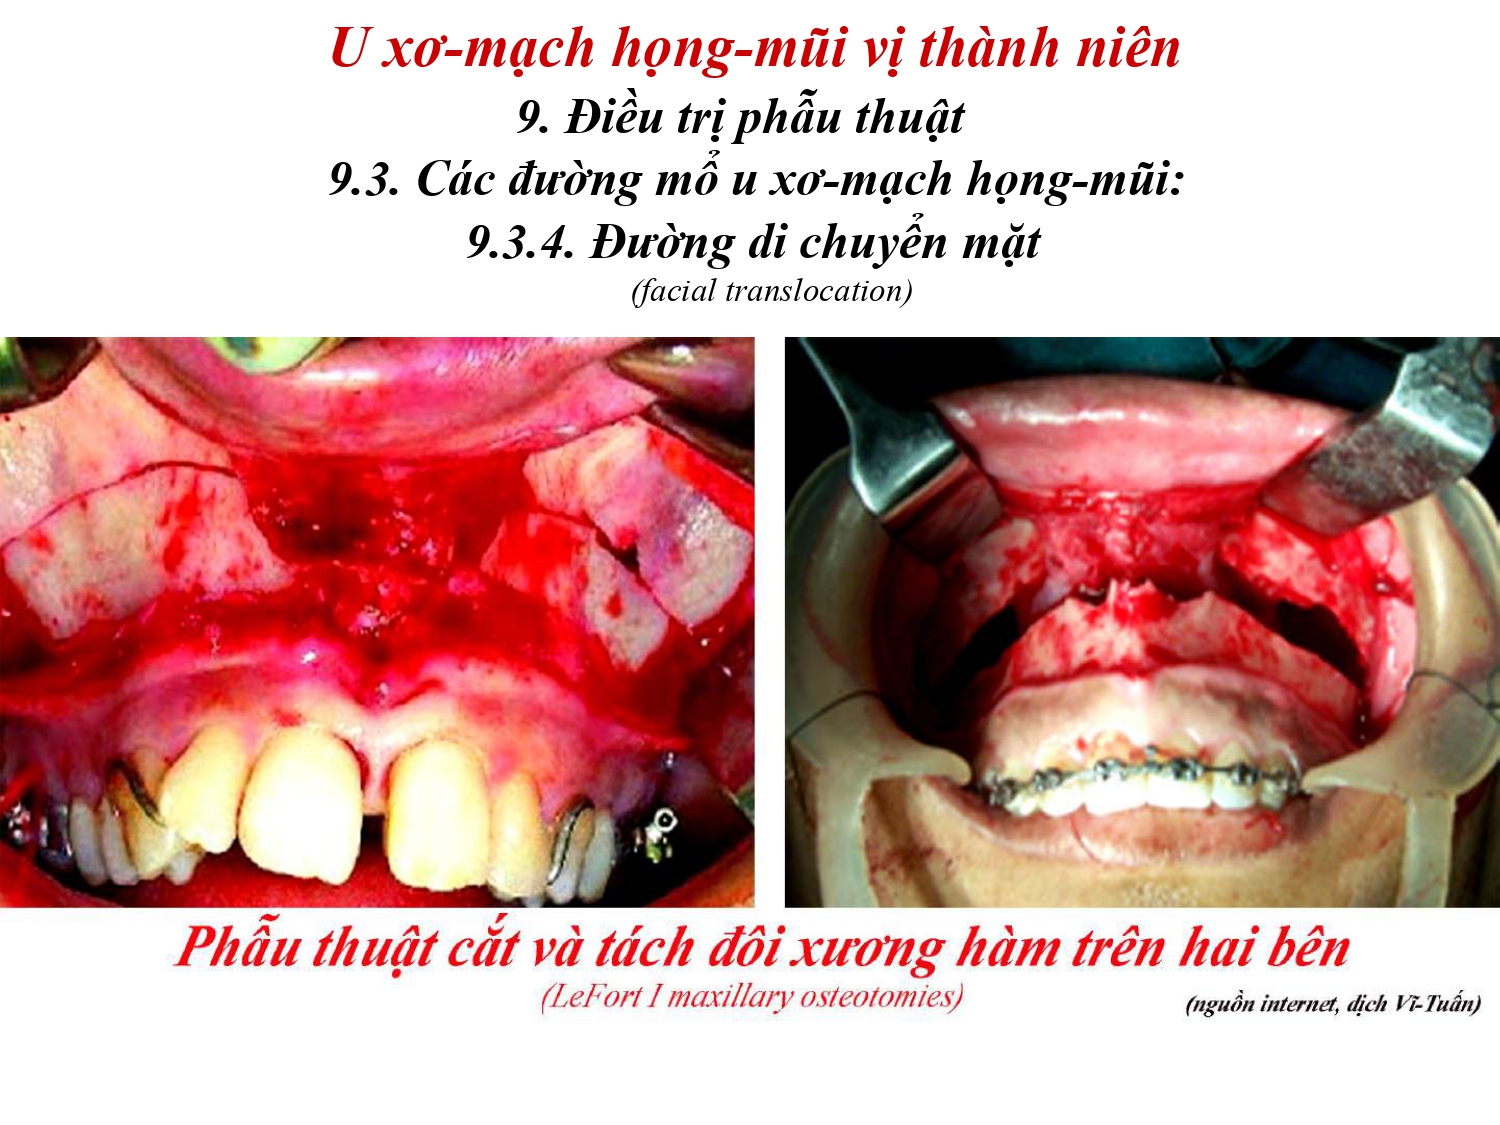 U xơ-mạch họng-mũi vị thành niên
9. Điều trị phẫu thuật
9.3. Các đường mổ u xơ-mạch họng-mũi:
9.3.4. Đường di chuyển mặt
(facial translocation)
Phẫu thuật cắt và tách đôi xương hàm trên hai bên
(LeFort I maxillary osteotomies)
(nguồn internet, dịch Vĩ-Tuấn)